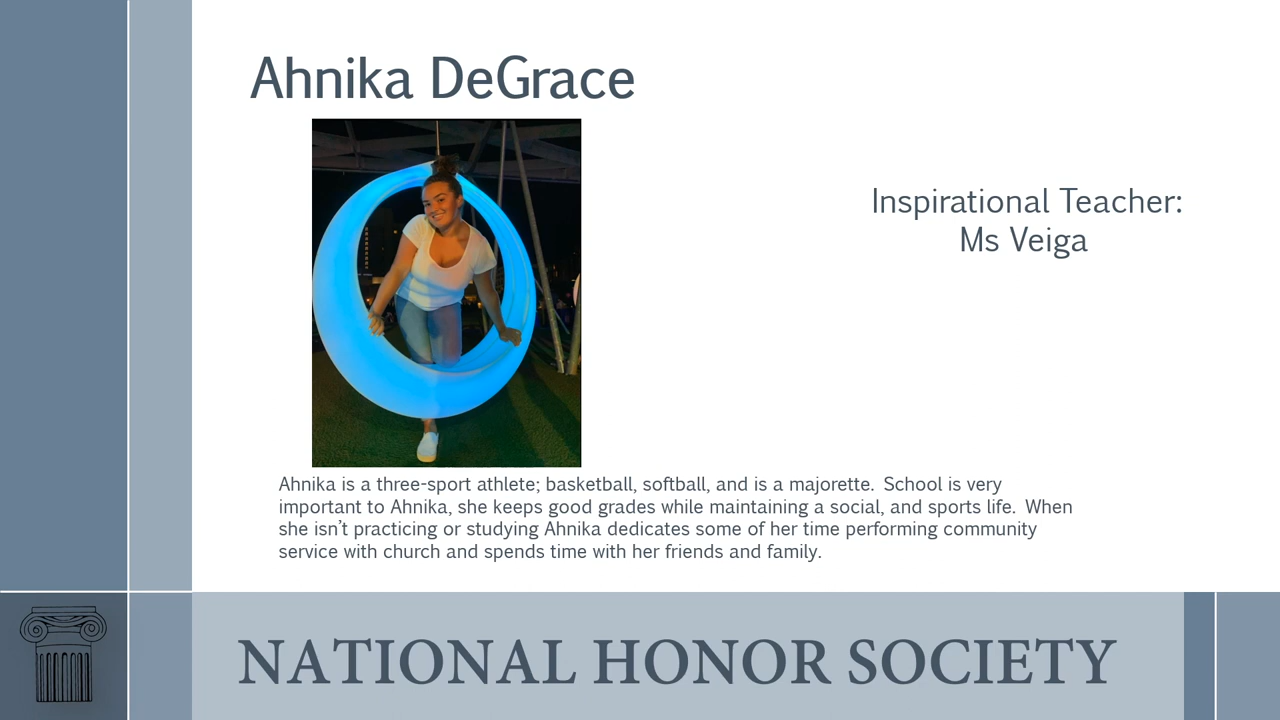 Ahnika DeGrace
Inspirational Teacher:
Ms Veiga
Ahnika is a three-sport athlete; basketball, softball, and is a majorette.  School is very
important to Ahnika, she keeps good grades while maintaining a social, and sports life.  When
she isn’t practicing or studying Ahnika dedicates some of her time performing community
service with church and spends time with her friends and family.
NATIONAL HONOR SOCIETY